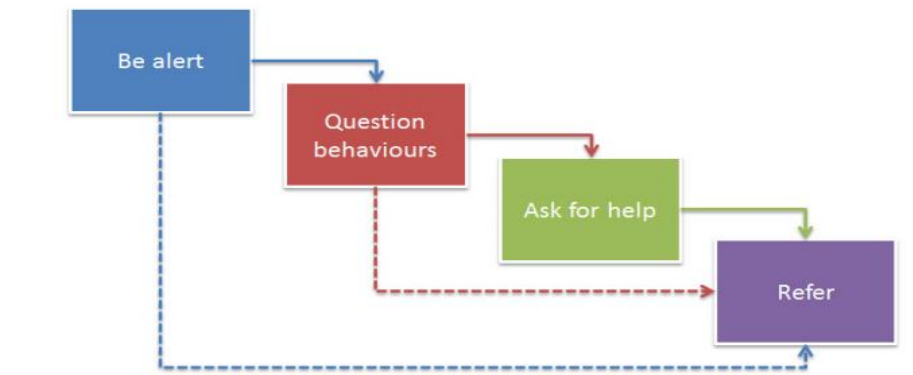 Be alert
Question
behaviours
Ask for help
Refer